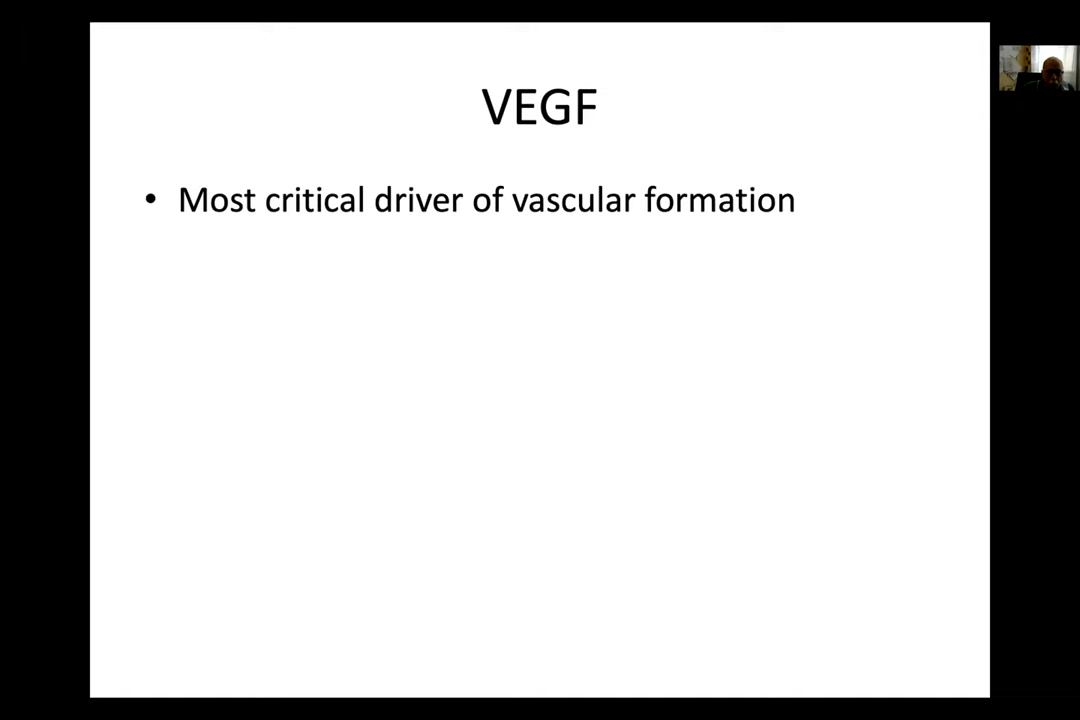 VEGF
• Most critical driver of vascular formation